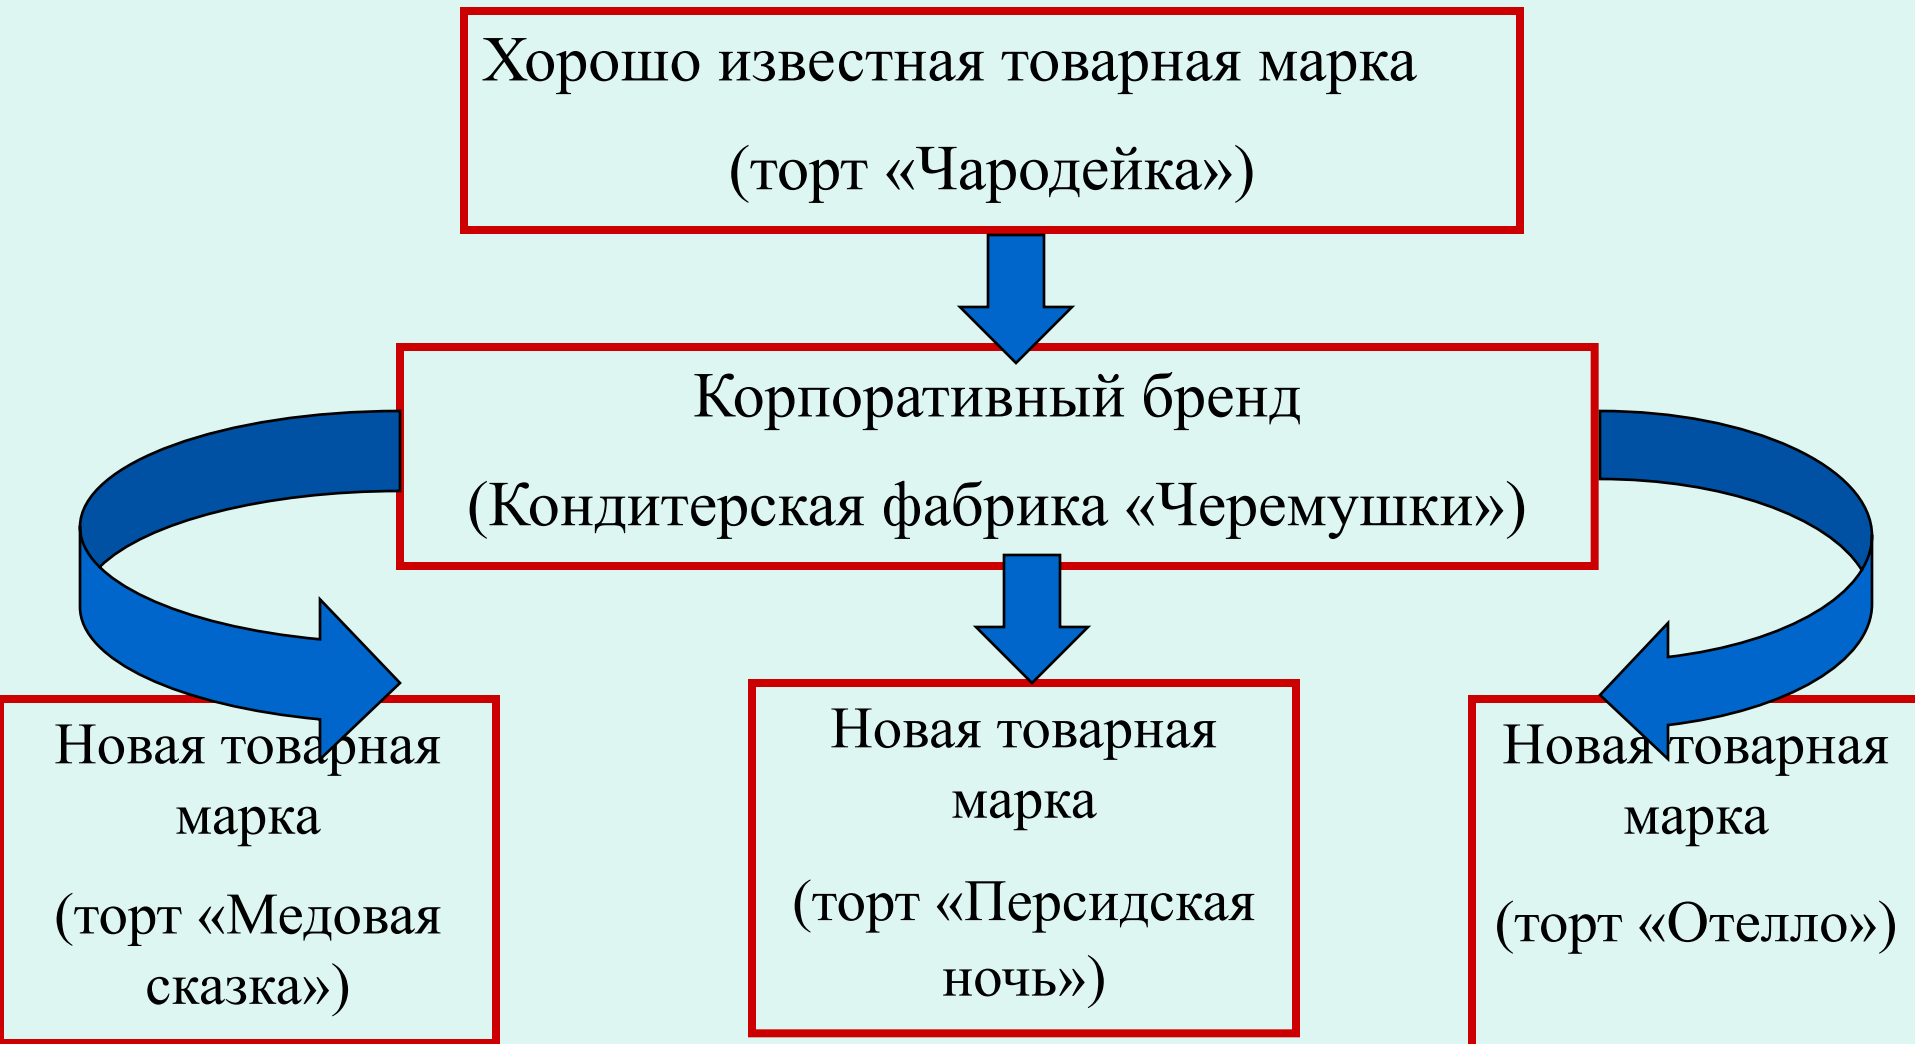 Хорошо известная товарная марка
(торт «Чародейка»)
Корпоративный бренд
(Кондитерская фабрика «Черемушки»)
Новая товарная
марка
(торт «Медовая
сказка»)
Новая товарная
марка
(торт «Персидская
ночь»)
Новая товарная
марка
(торт «Отелло»)